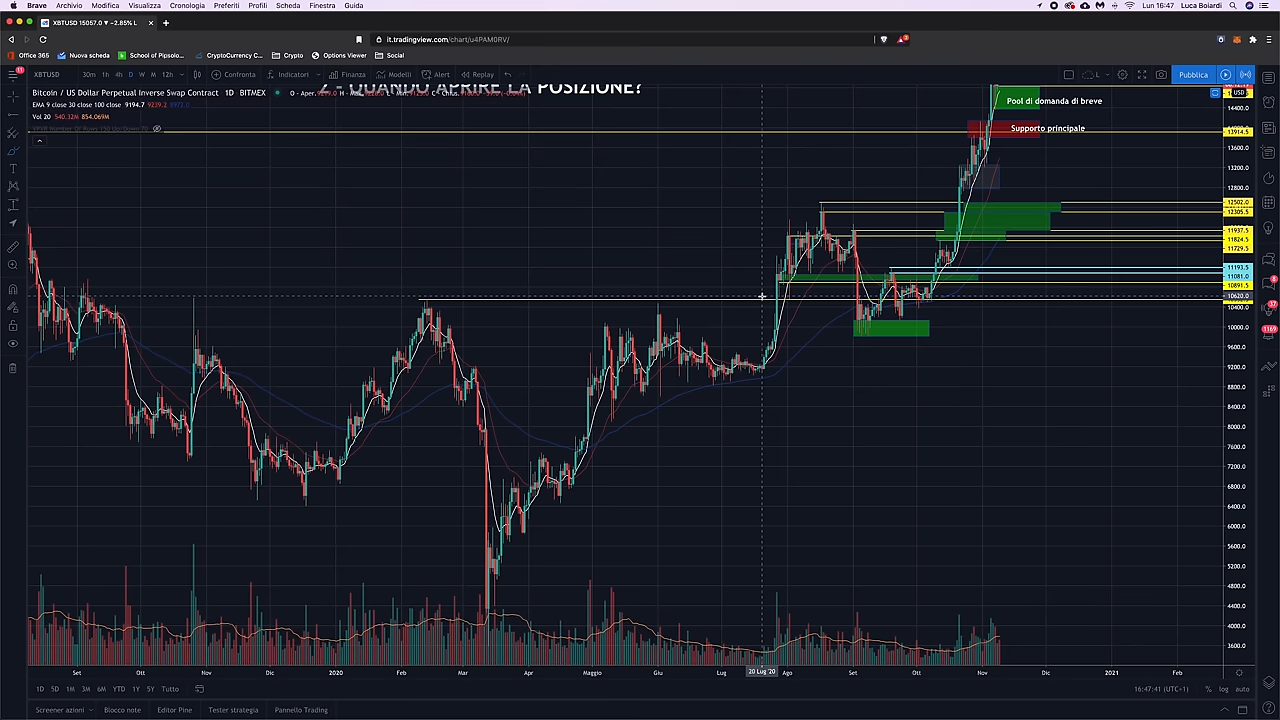 Brave Archivio Modifica Visualizza Cronologia Preferiti Profili Scheda Finestra Guida
Lun 16:47 Luca Boiardi
XBTUSD 15057.0 ▼ −2.85% L
it.tradingview.com/chart/u4PAM0RV/
Office 365 Nuova scheda School of Pipsolo... CryptoCurrency C... Crypto Options Viewer Social
XBTUSD 30m 1h 4h D W M 12h Confronta Indicatori Finanza Modelli Alert Replay Pubblica
2 - QUANDO APRIRE LA POSIZIONE?
Bitcoin / US Dollar Perpetual Inverse Swap Contract 1D BITMEX
EMA 9 close 30 close 100 close 9194.7 9239.2
Vol 20 540.32M 854.069M
Pool di domanda di breve
Supporto principale
USD
14400.0
13914.5
13600.0
13200.0
12800.0
12502.0
12305.5
11937.5
11824.5
11729.5
11193.5
11081.0
10891.5
10620.0
10400.0
10000.0
9600.0
9200.0
8800.0
8400.0
8000.0
7600.0
7200.0
6800.0
6400.0
6000.0
5600.0
5200.0
4800.0
4400.0
4000.0
3600.0
Set Ott Nov Dic 2020 Feb Mar Apr Maggio Giu Lug 20 Lug '20 Ago Set Ott Nov Dic 2021 Feb
1D 5D 1M 3M 6M YTD 1Y 5Y Tutto
16:47:41 (UTC+1) % log auto
Screener azioni Blocco note Editor Pine Tester strategia Pannello Trading